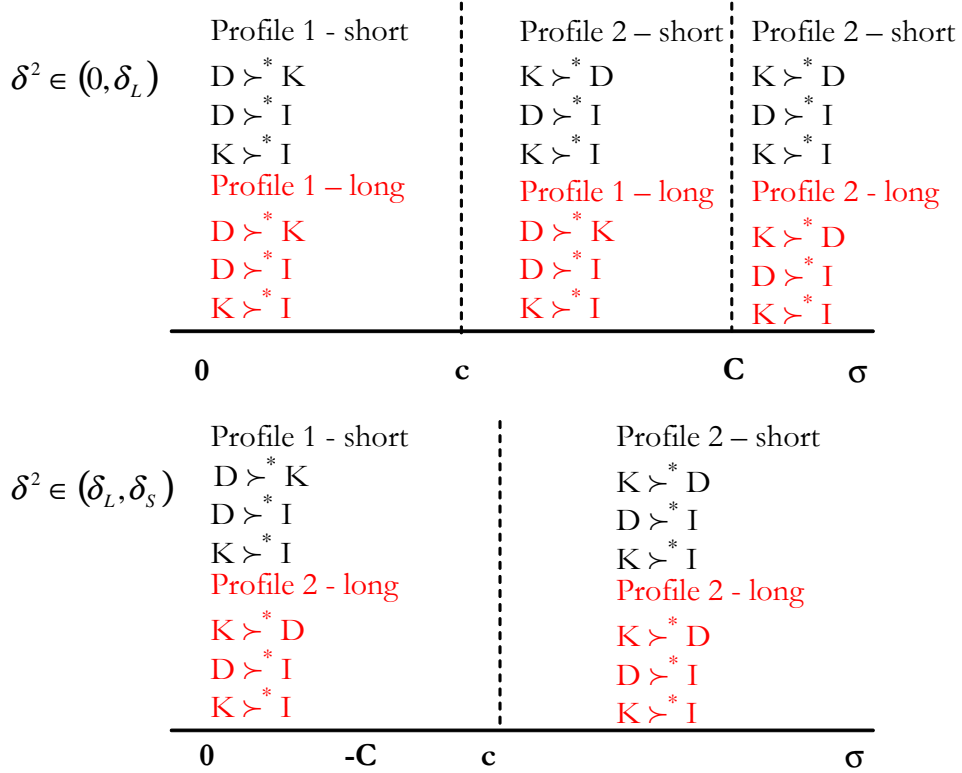 Profile 1 - short Profile 2 – short Profile 2 – short
δ² ∈ (0, δ_L) D ≻* K K ≻* D K ≻* D
D ≻* I D ≻* I D ≻* I
K ≻* I K ≻* I K ≻* I
Profile 1 – long Profile 1 – long Profile 2 - long
D ≻* K D ≻* K K ≻* D
D ≻* I D ≻* I D ≻* I
K ≻* I K ≻* I K ≻* I
0 c C σ
Profile 1 - short Profile 2 – short
δ² ∈ (δ_L, δ_S) D ≻* K K ≻* D
D ≻* I D ≻* I
K ≻* I K ≻* I
Profile 2 - long Profile 2 - long
K ≻* D K ≻* D
D ≻* I D ≻* I
K ≻* I K ≻* I
0 -C c σ